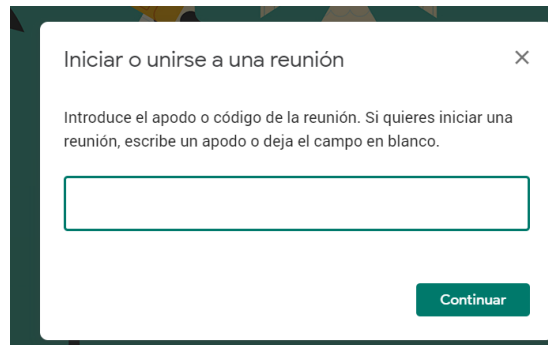 Iniciar o unirse a una reunión
Introduce el apodo o código de la reunión. Si quieres iniciar una
reunión, escribe un apodo o deja el campo en blanco.
Continuar